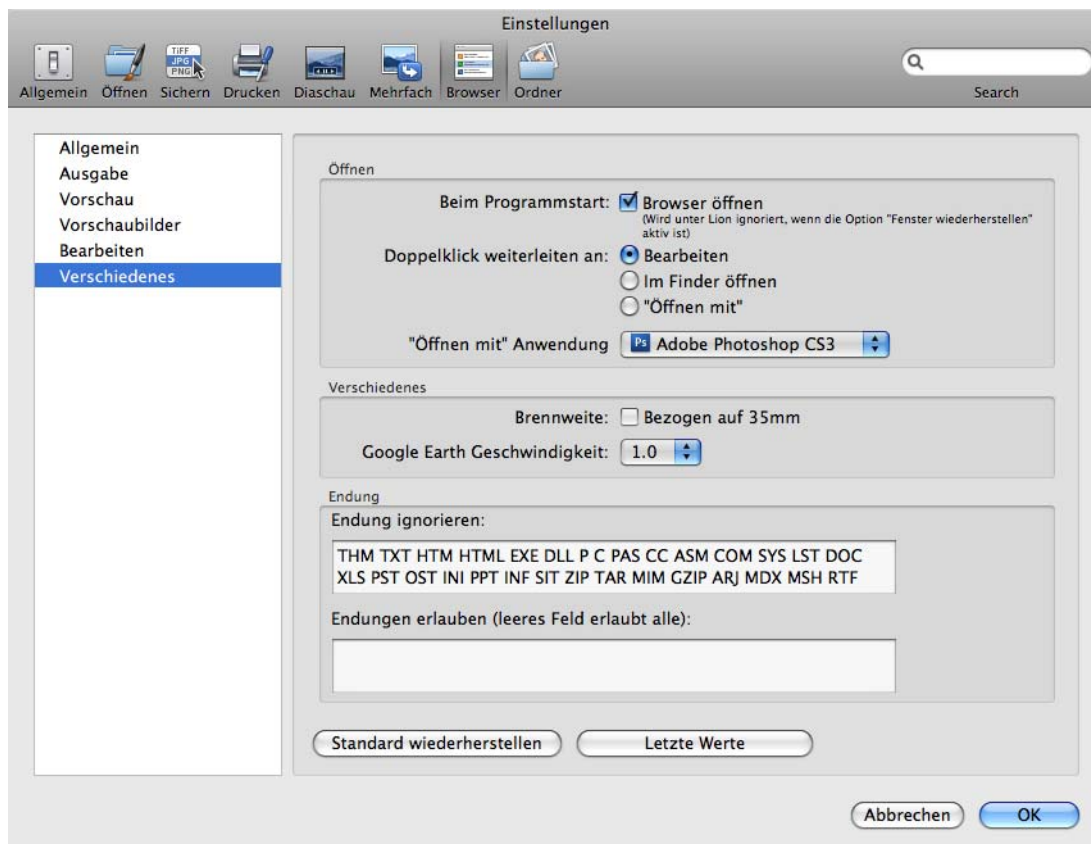 Einstellungen
TIFF
JPG
PNG
Allgemein Öffnen Sichern Drucken Diaschau Mehrfach Browser Ordner
Search
Allgemein
Ausgabe
Vorschau
Vorschaubilder
Bearbeiten
Verschiedenes
Öffnen
Beim Programmstart: Browser öffnen
(Wird unter Lion ignoriert, wenn die Option "Fenster wiederherstellen"
aktiv ist)
Doppelklick weiterleiten an: Bearbeiten
Im Finder öffnen
"Öffnen mit"
"Öffnen mit" Anwendung Ps Adobe Photoshop CS3
Verschiedenes
Brennweite: Bezogen auf 35mm
Google Earth Geschwindigkeit: 1.0
Endung
Endung ignorieren:
THM TXT HTM HTML EXE DLL P C PAS CC ASM COM SYS LST DOC
XLS PST OST INI PPT INF SIT ZIP TAR MIM GZIP ARJ MDX MSH RTF
Endungen erlauben (leeres Feld erlaubt alle):
Standard wiederherstellen Letzte Werte
Abbrechen OK